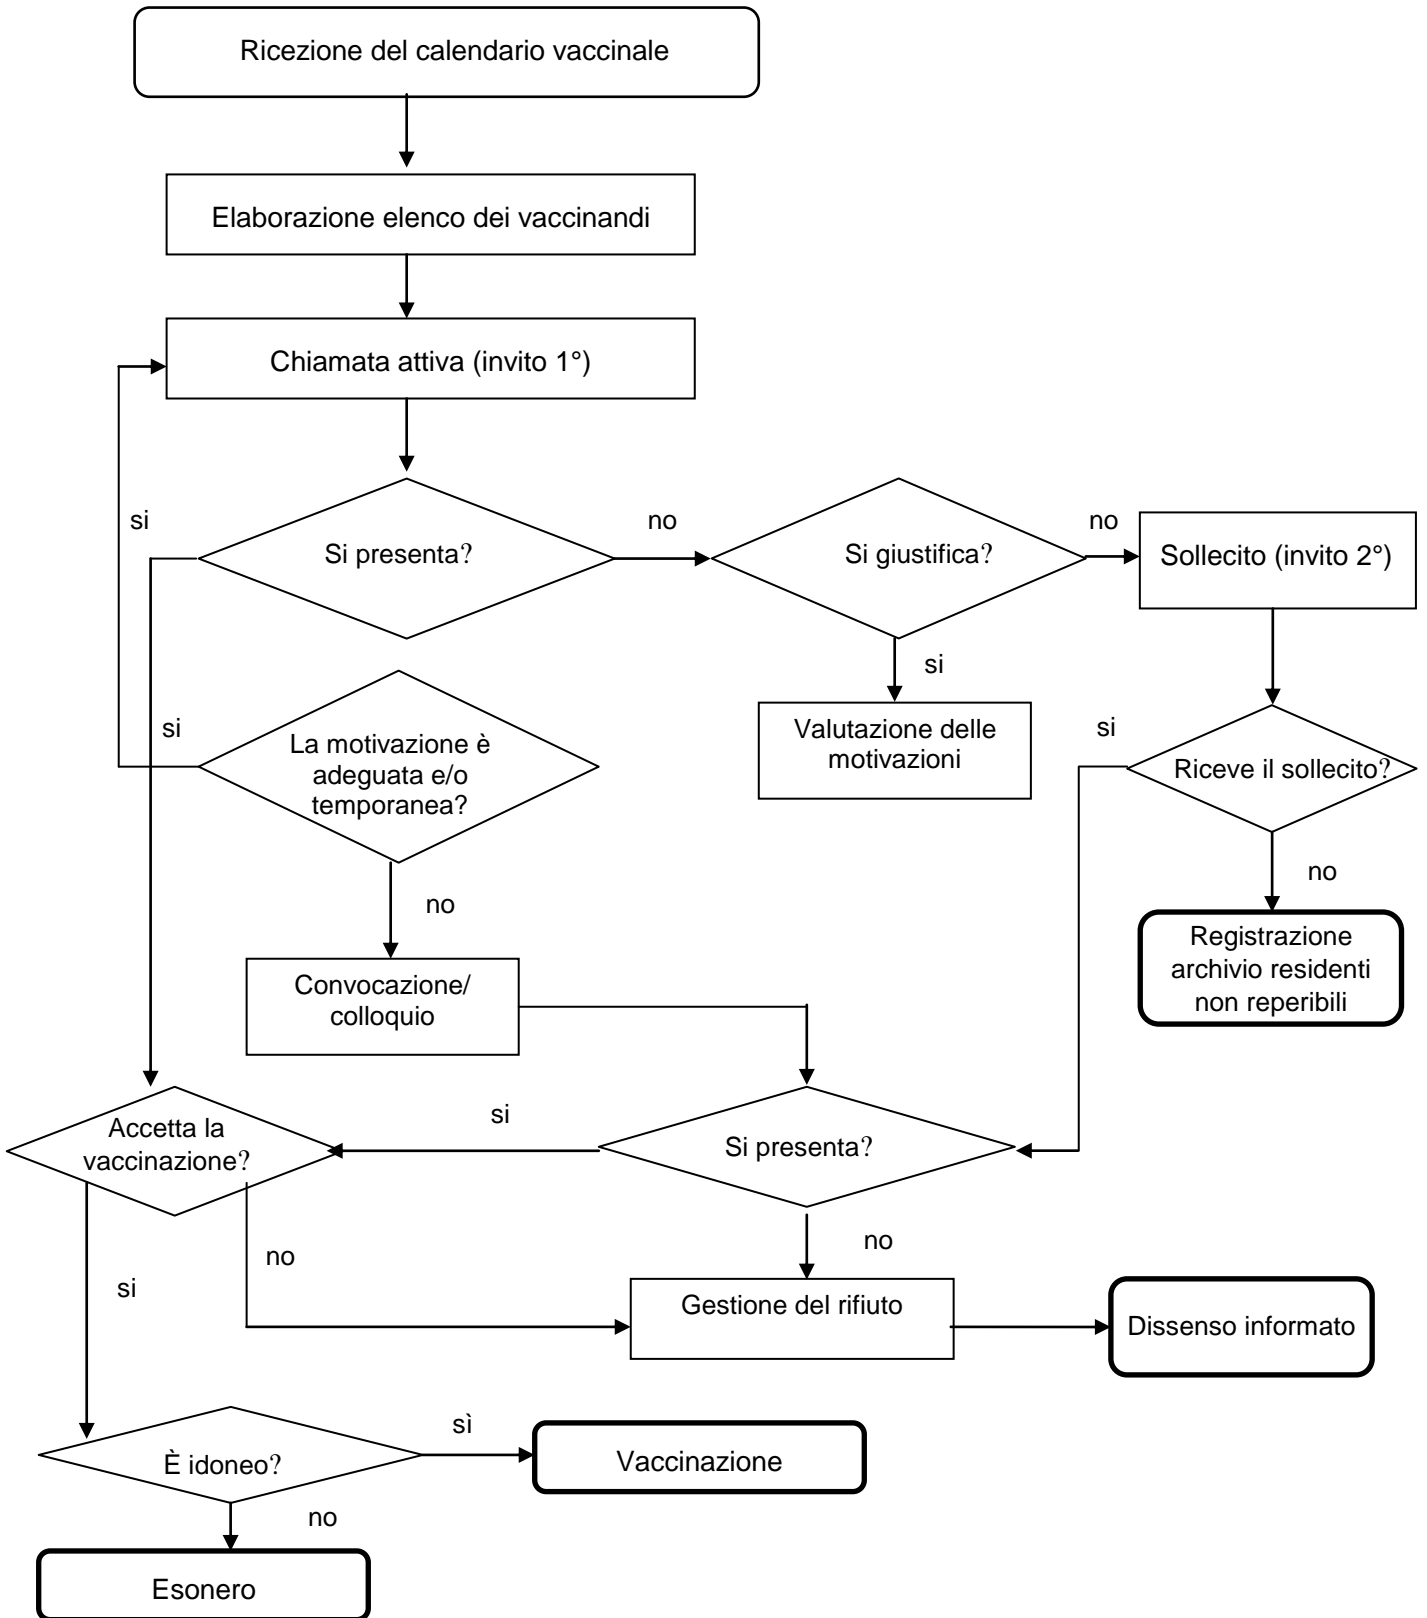 Ricezione del calendario vaccinale
Elaborazione elenco dei vaccinandi
Chiamata attiva (invito 1°)
si
Si presenta?
no
Si giustifica?
no
Sollecito (invito 2°)
si
si
La motivazione è
adeguata e/o
temporanea?
Valutazione delle
motivazioni
si
Riceve il sollecito?
no
no
Registrazione
archivio residenti
non reperibili
Convocazione/
colloquio
Accetta la
vaccinazione?
si
Si presenta?
no
no
si
Gestione del rifiuto
Dissenso informato
È idoneo?
sì
Vaccinazione
no
Esonero